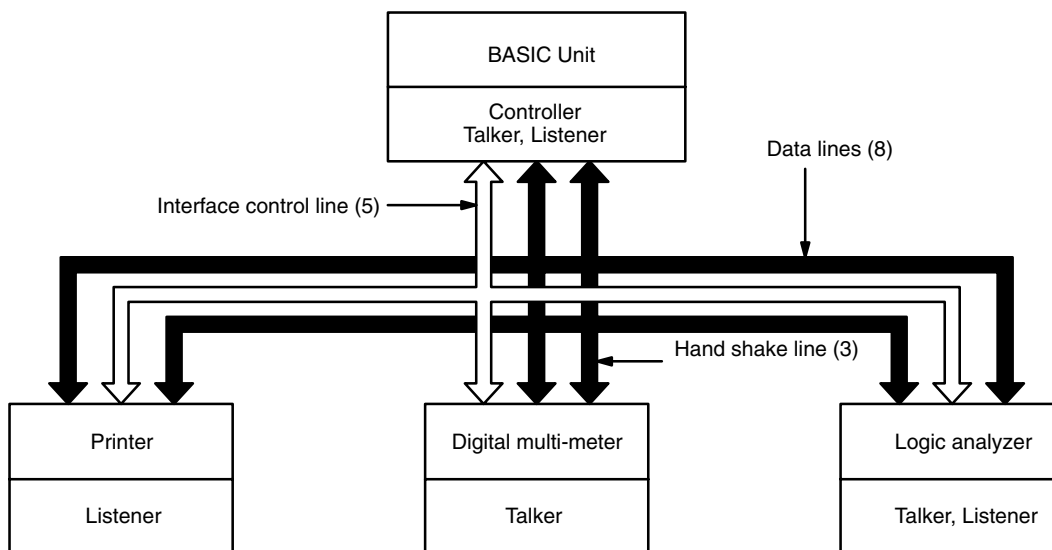 BASIC Unit
Controller
Talker, Listener
Data lines (8)
Interface control line (5)
Hand shake line (3)
Printer
Digital multi-meter
Logic analyzer
Listener
Talker
Talker, Listener